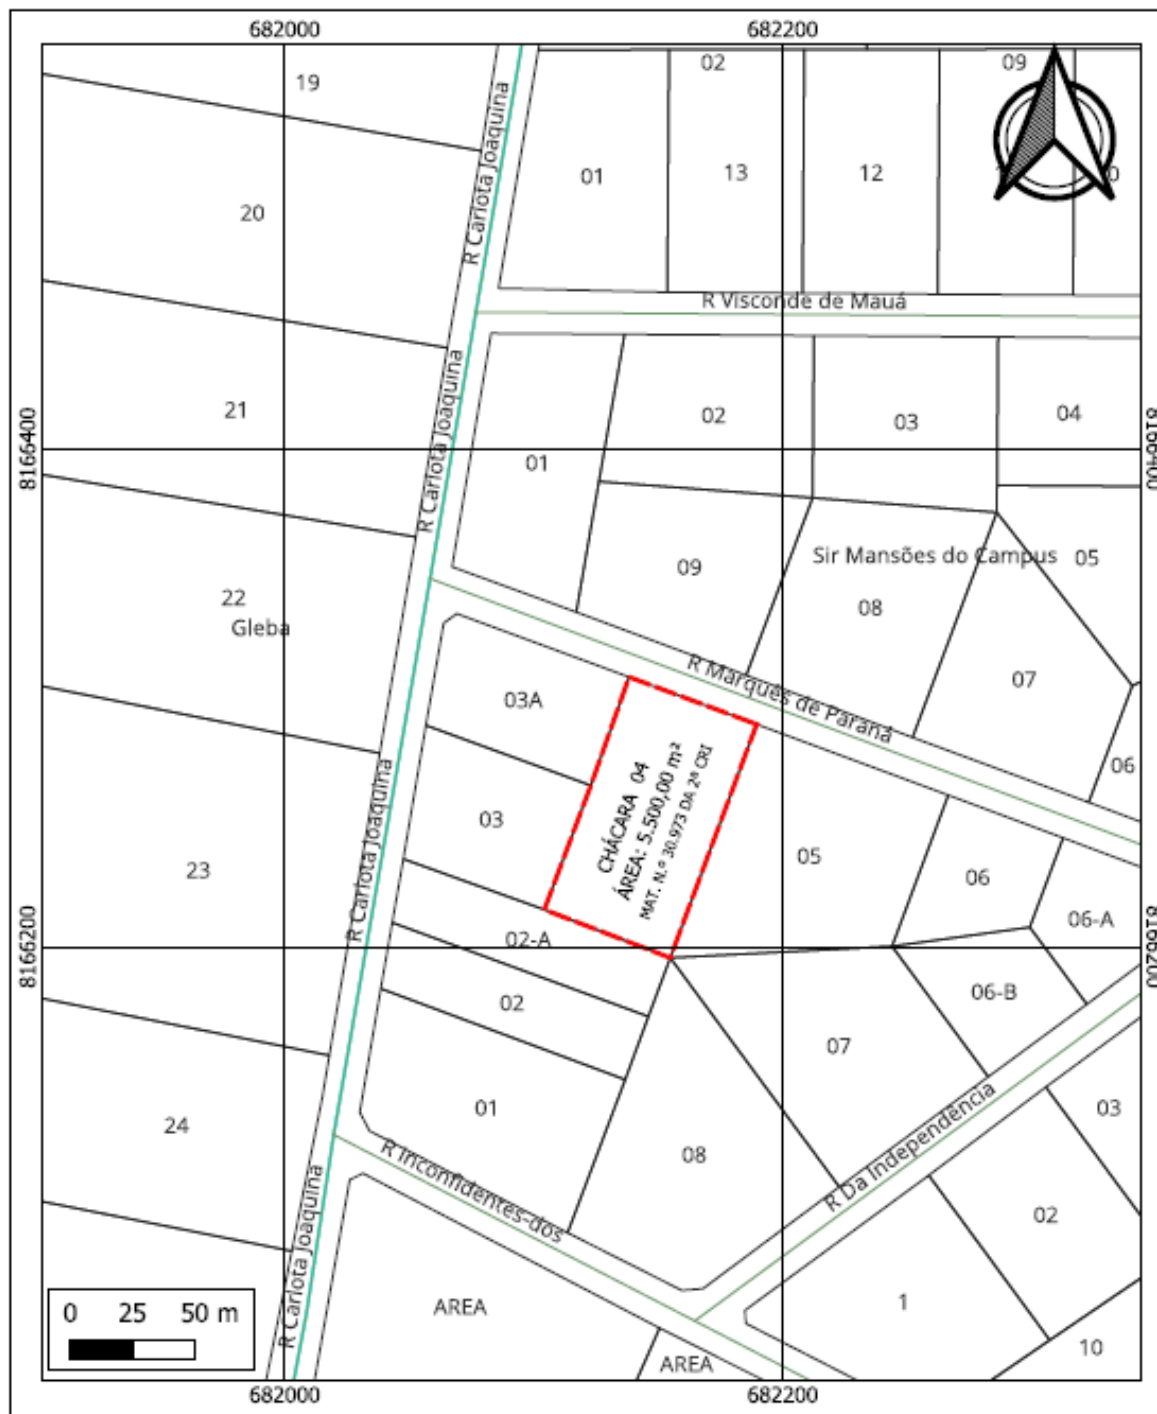 682000
682200
19
02
09
20
01
13
12
0
R Carlota Joaquina
R Visconde de Mauá
21
02
03
04
8166400
8166400
01
R Carlota Joaquina
09
Sir Mansões do Campus
05
22
08
Gleba
R Marquês de Paraná
03A
07
06
CHÁCARA 04
ÁREA: 5.500,00 m²
MAT. N.º 30.973 DA 2ª CRI
03
R Carlota Joaquina
23
05
06
06-A
02-A
8166200
8166200
02
06-B
07
01
03
24
R Inconfidentes-dos
08
R Da Independência
02
R Carlota Joaquina
AREA
1
10
AREA
0 25 50 m
682000
682200